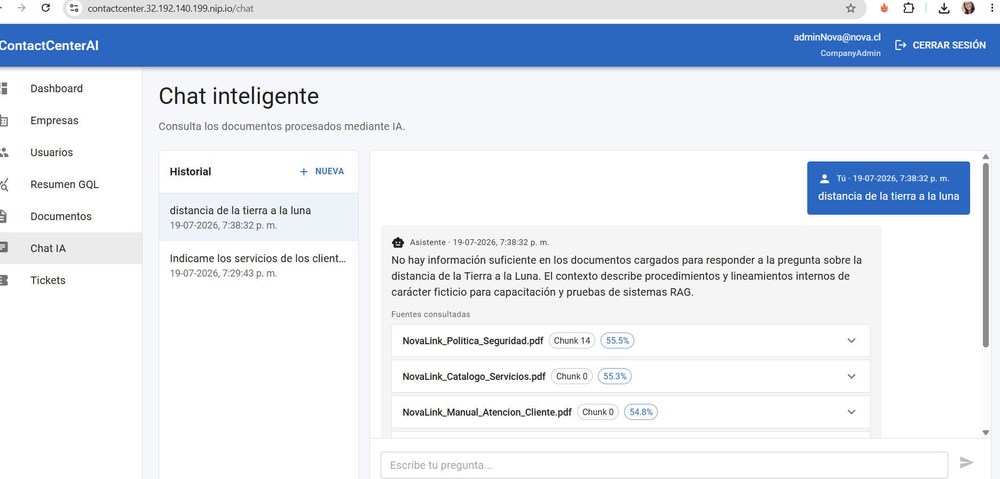 contactcenter.32.192.140.199.nip.io/chat
ContactCenterAI
adminNova@nova.cl
CompanyAdmin
CERRAR SESIÓN
Dashboard
Empresas
Usuarios
Resumen GQL
Documentos
Chat IA
Tickets
Chat inteligente
Consulta los documentos procesados mediante IA.
Historial
+ NUEVA
distancia de la tierra a la luna
19-07-2026, 7:38:32 p. m.
Indicame los servicios de los client...
19-07-2026, 7:29:43 p. m.
Tú · 19-07-2026, 7:38:32 p. m.
distancia de la tierra a la luna
Asistente · 19-07-2026, 7:38:32 p. m.
No hay información suficiente en los documentos cargados para responder a la pregunta sobre la
distancia de la Tierra a la Luna. El contexto describe procedimientos y lineamientos internos de
carácter ficticio para capacitación y pruebas de sistemas RAG.
Fuentes consultadas
NovaLink_Politica_Seguridad.pdf Chunk 14 55.5%
NovaLink_Catalogo_Servicios.pdf Chunk 0 55.3%
NovaLink_Manual_Atencion_Cliente.pdf Chunk 0 54.8%
Escribe tu pregunta...